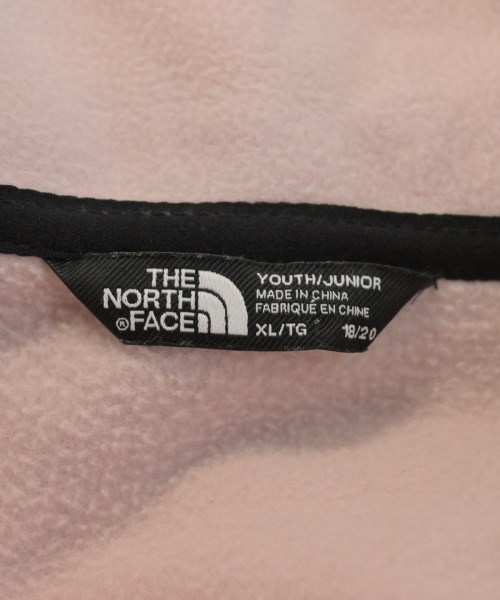 THE
NORTH
®FACE
YOUTH/JUNIOR
MADE IN CHINA
FABRIQUÉ EN CHINE
XL/TG 18/20